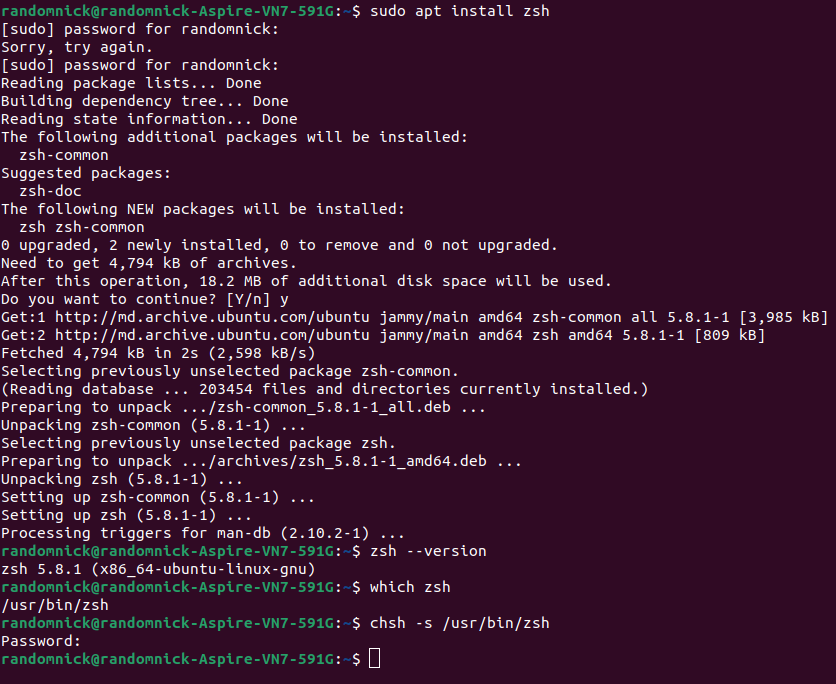 randomnick@randomnick-Aspire-VN7-591G:~$ sudo apt install zsh
[sudo] password for randomnick:
Sorry, try again.
[sudo] password for randomnick:
Reading package lists... Done
Building dependency tree... Done
Reading state information... Done
The following additional packages will be installed:
  zsh-common
Suggested packages:
  zsh-doc
The following NEW packages will be installed:
  zsh zsh-common
0 upgraded, 2 newly installed, 0 to remove and 0 not upgraded.
Need to get 4,794 kB of archives.
After this operation, 18.2 MB of additional disk space will be used.
Do you want to continue? [Y/n] y
Get:1 http://md.archive.ubuntu.com/ubuntu jammy/main amd64 zsh-common all 5.8.1-1 [3,985 kB]
Get:2 http://md.archive.ubuntu.com/ubuntu jammy/main amd64 zsh amd64 5.8.1-1 [809 kB]
Fetched 4,794 kB in 2s (2,598 kB/s)
Selecting previously unselected package zsh-common.
(Reading database ... 203454 files and directories currently installed.)
Preparing to unpack .../zsh-common_5.8.1-1_all.deb ...
Unpacking zsh-common (5.8.1-1) ...
Selecting previously unselected package zsh.
Preparing to unpack .../archives/zsh_5.8.1-1_amd64.deb ...
Unpacking zsh (5.8.1-1) ...
Setting up zsh-common (5.8.1-1) ...
Setting up zsh (5.8.1-1) ...
Processing triggers for man-db (2.10.2-1) ...
randomnick@randomnick-Aspire-VN7-591G:~$ zsh --version
zsh 5.8.1 (x86_64-ubuntu-linux-gnu)
randomnick@randomnick-Aspire-VN7-591G:~$ which zsh
/usr/bin/zsh
randomnick@randomnick-Aspire-VN7-591G:~$ chsh -s /usr/bin/zsh
Password:
randomnick@randomnick-Aspire-VN7-591G:~$